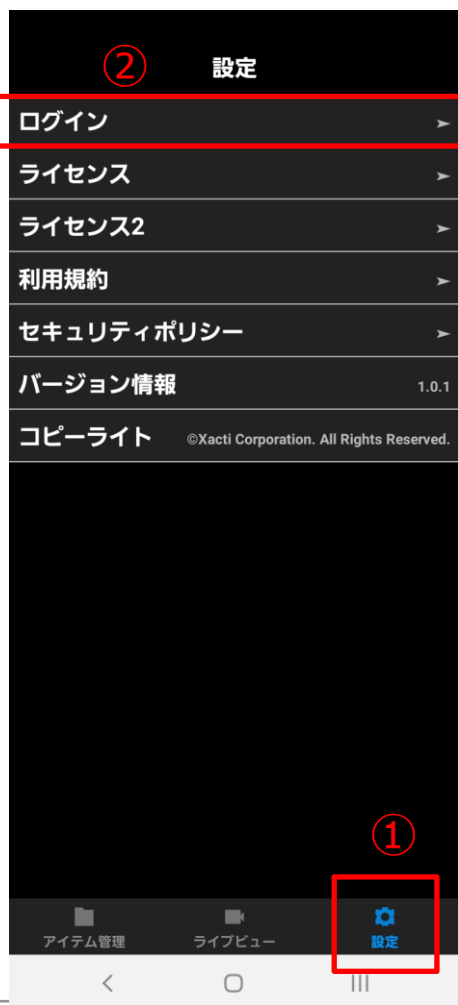 ② 設定
ログイン
ライセンス
ライセンス2
利用規約
セキュリティポリシー
バージョン情報 1.0.1
コピーライト ©Xacti Corporation. All Rights Reserved.
①
アイテム管理 ライブビュー 設定